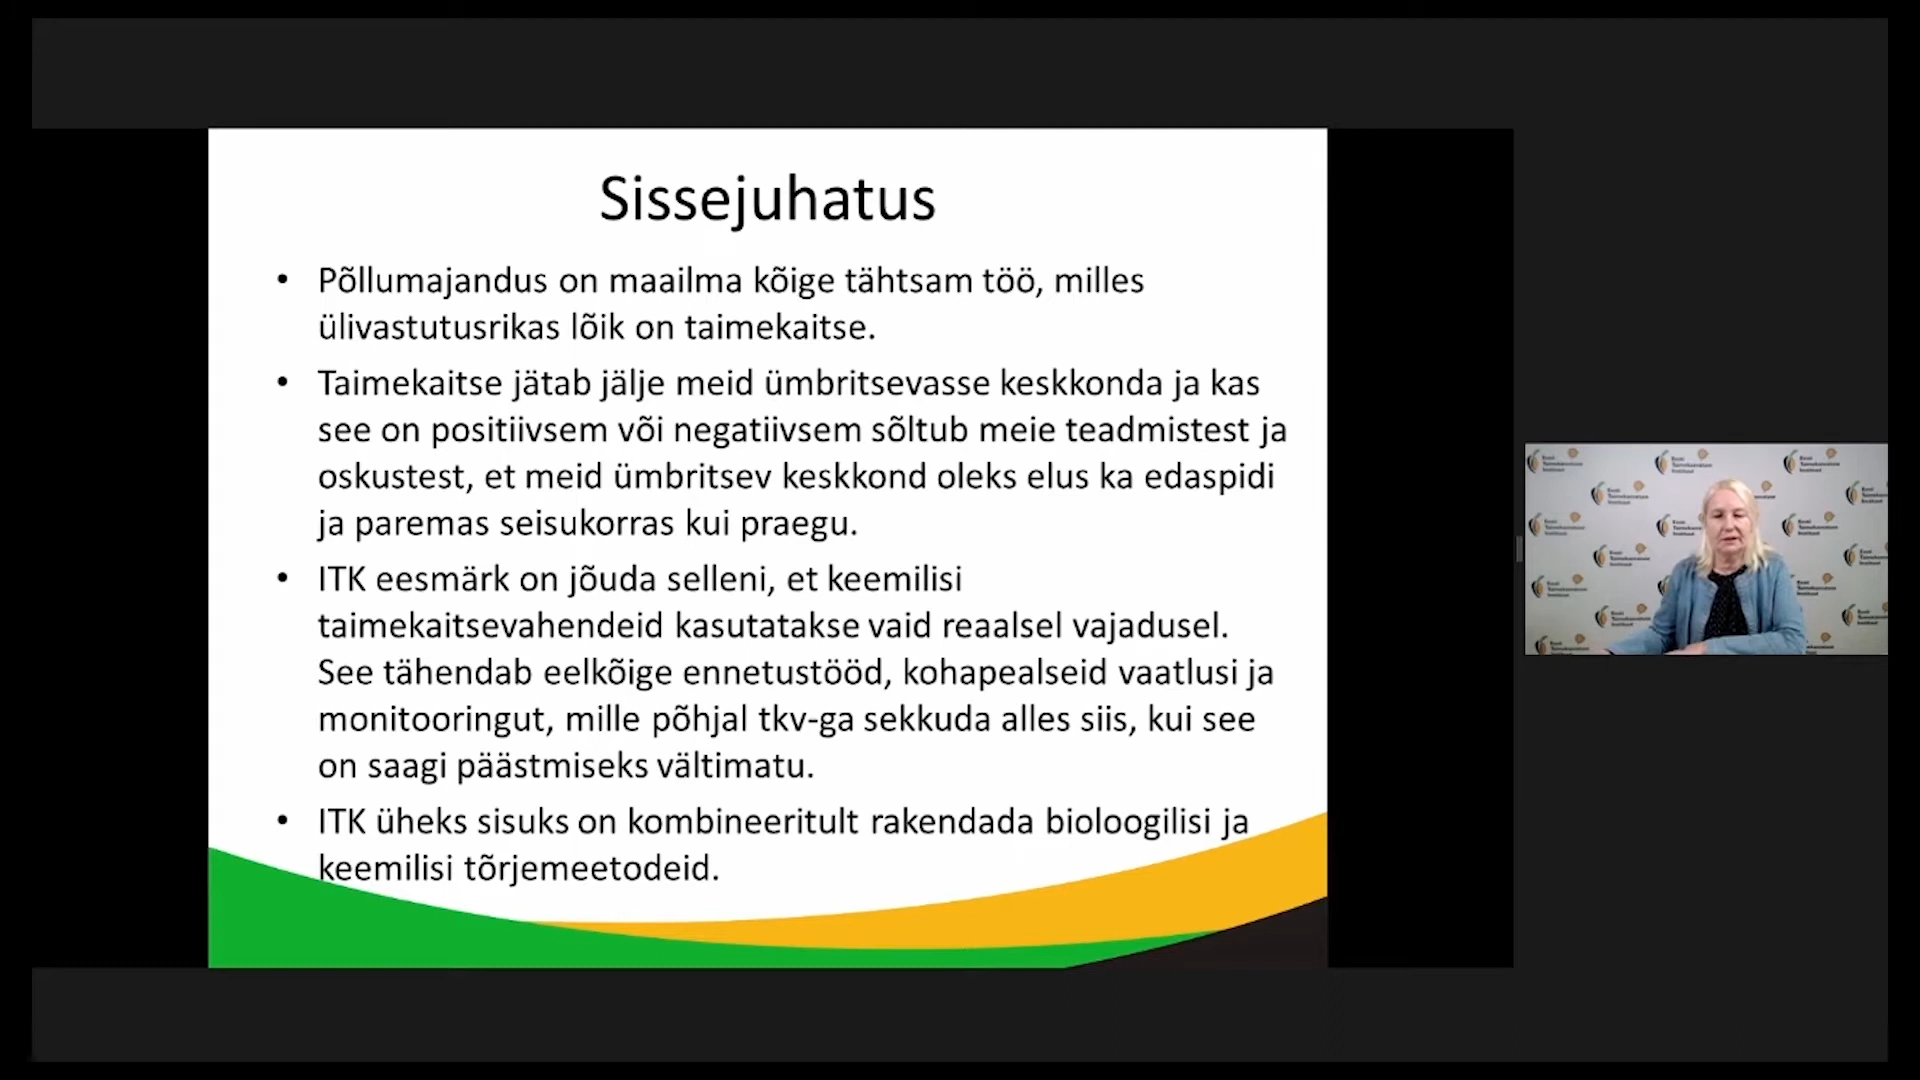 Sissejuhatus
• Põllumajandus on maailma kõige tähtsam töö, milles
ülivastutusrikas lõik on taimekaitse.
• Taimekaitse jätab jälje meid ümbritsevasse keskkonda ja kas
see on positiivsem või negatiivsem sõltub meie teadmistest ja
oskustest, et meid ümbritsev keskkond oleks elus ka edaspidi
ja paremas seisukorras kui praegu.
• ITK eesmärk on jõuda selleni, et keemilisi
taimekaitsevahendeid kasutatakse vaid reaalsel vajadusel.
See tähendab eelkõige ennetustööd, kohapealseid vaatlusi ja
monitooringut, mille põhjal tkv-ga sekkuda alles siis, kui see
on saagi päästmiseks vältimatu.
• ITK üheks sisuks on kombineeritult rakendada bioloogilisi ja
keemilisi tõrjemeetodeid.